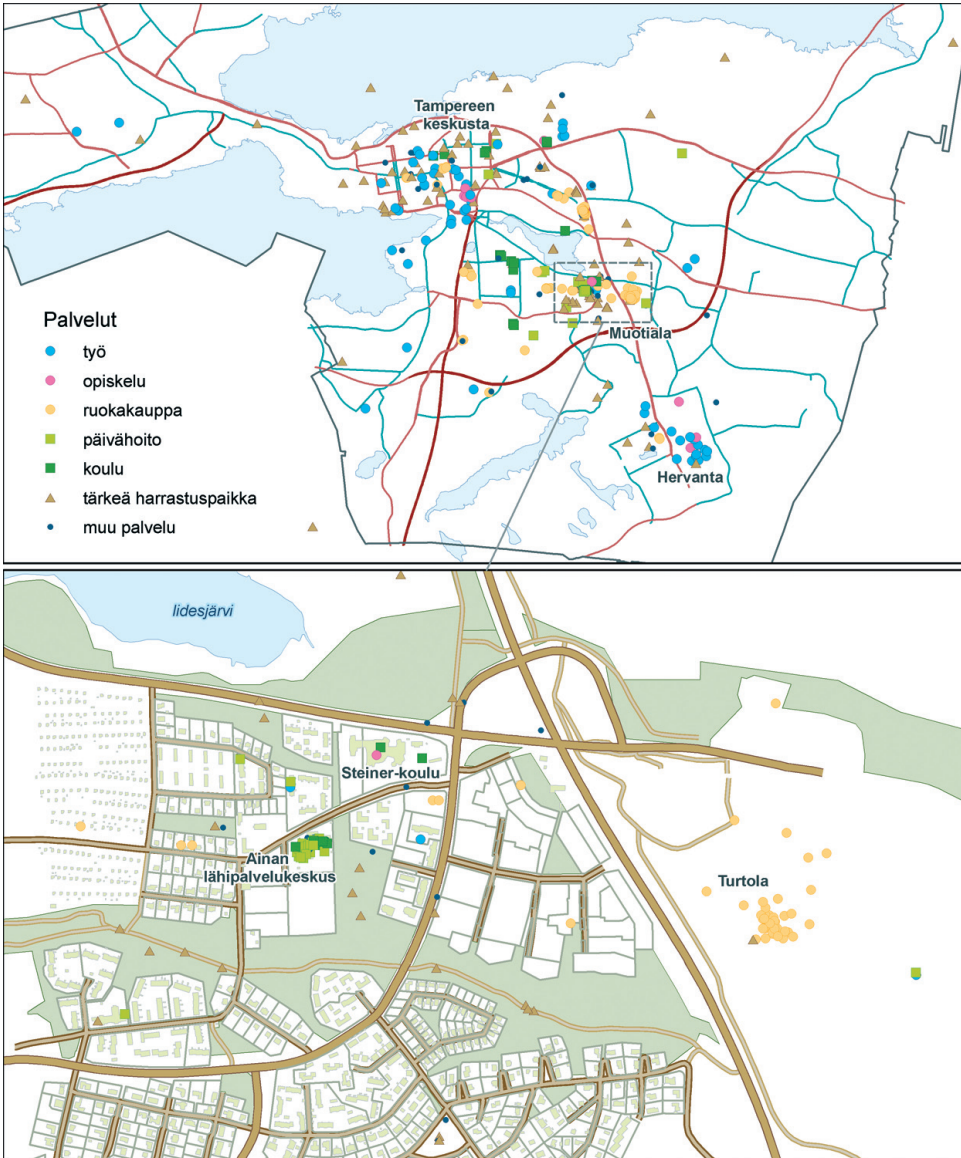 Tampereen
keskusta
Palvelut
työ
opiskelu
ruokakauppa
päivähoito
koulu
tärkeä harrastuspaikka
muu palvelu
Muotiala
Hervanta
Iidesjärvi
Steiner-koulu
Ainan
lähipalvelukeskus
Turtola